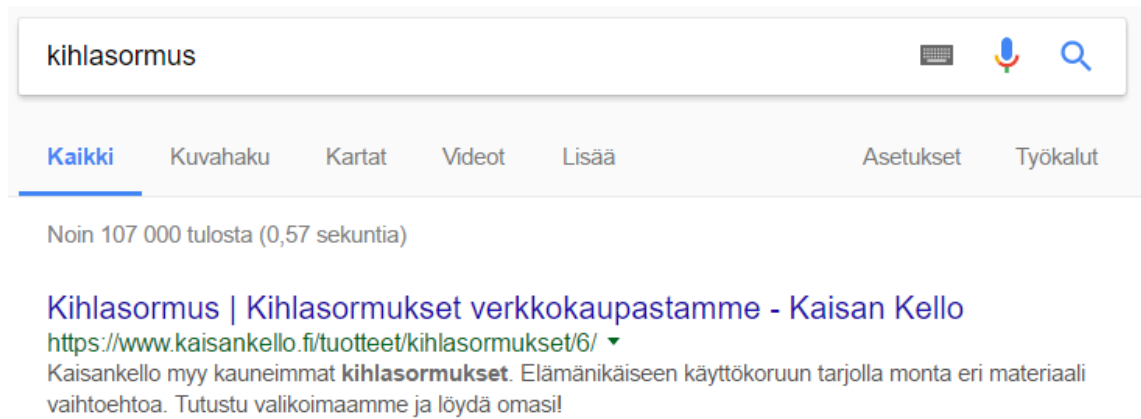 kihlasormus
Kaikki Kuvahaku Kartat Videot Lisää Asetukset Työkalut
Noin 107 000 tulosta (0,57 sekuntia)
Kihlasormus | Kihlasormukset verkkokaupastamme - Kaisan Kello
https://www.kaisankello.fi/tuotteet/kihlasormukset/6/
Kaisankello myy kauneimmat kihlasormukset. Elämänikäiseen käyttökoruun tarjolla monta eri materiaali
vaihtoehtoa. Tutustu valikoimaamme ja löydä omasi!